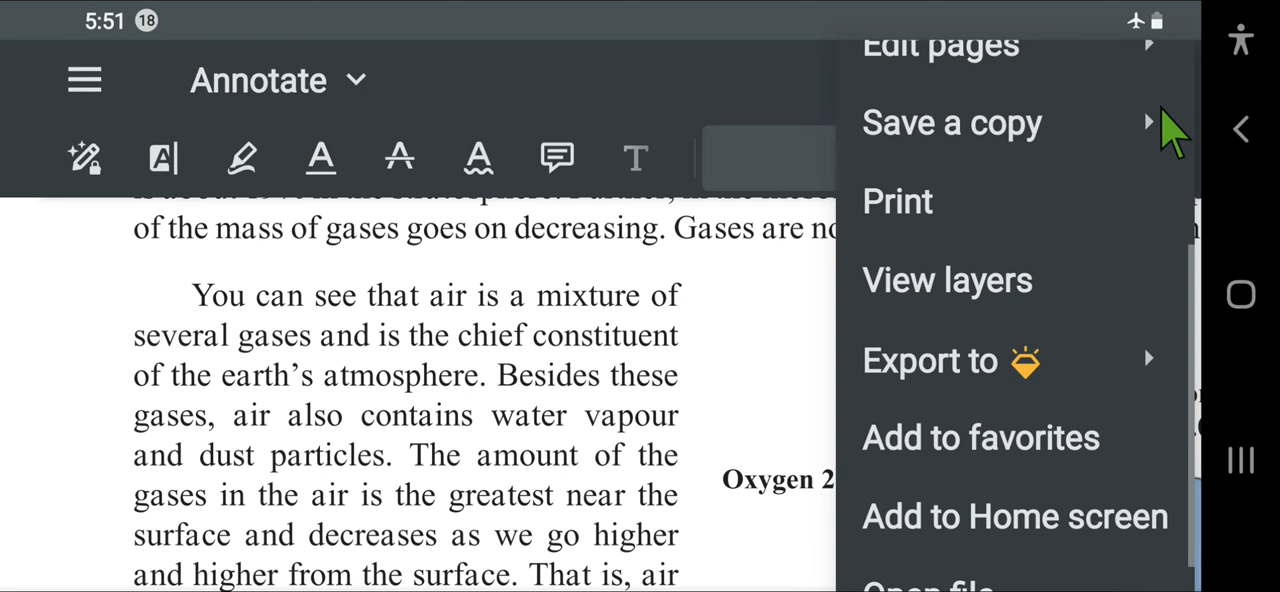 5:51 18
Annotate
of the mass of gases goes on decreasing. Gases are
You can see that air is a mixture of
several gases and is the chief constituent
of the earth's atmosphere. Besides these
gases, air also contains water vapour
and dust particles. The amount of the
gases in the air is the greatest near the
surface and decreases as we go higher
and higher from the surface. That is, air
Oxygen 2
Edit pages
Save a copy
Print
View layers
Export to
Add to favorites
Add to Home screen
Open file